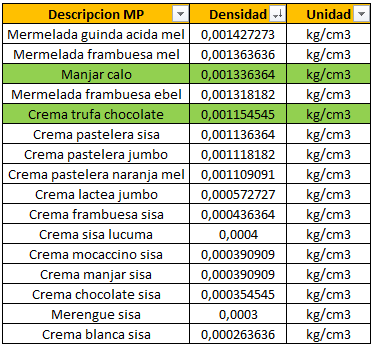 Descripcion MP Densidad Unidad
Mermelada guinda acida mel 0,001427273 kg/cm3
Mermelada frambuesa mel 0,001363636 kg/cm3
Manjar calo 0,001336364 kg/cm3
Mermelada frambuesa ebel 0,001318182 kg/cm3
Crema trufa chocolate 0,001154545 kg/cm3
Crema pastelera sisa 0,001136364 kg/cm3
Crema pastelera jumbo 0,001118182 kg/cm3
Crema pastelera naranja mel 0,001109091 kg/cm3
Crema lactea jumbo 0,000572727 kg/cm3
Crema frambuesa sisa 0,000436364 kg/cm3
Crema sisa lucuma 0,0004 kg/cm3
Crema mocaccino sisa 0,000390909 kg/cm3
Crema manjar sisa 0,000390909 kg/cm3
Crema chocolate sisa 0,000354545 kg/cm3
Merengue sisa 0,0003 kg/cm3
Crema blanca sisa 0,000263636 kg/cm3